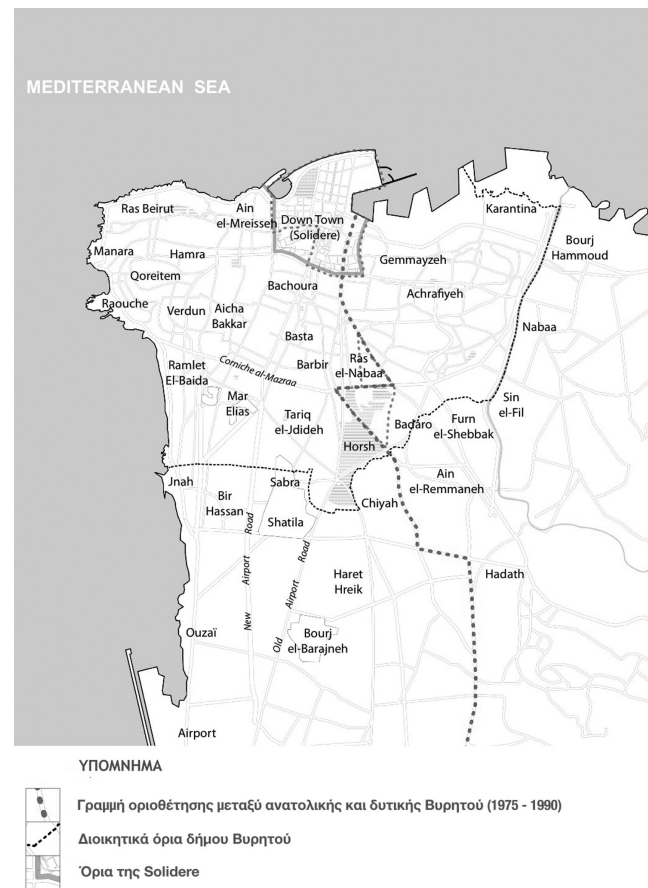 MEDITERRANEAN SEA
Ras Beirut
Ain
el-Mreisseh
Down Town
(Solidere)
Karantina
Manara
Hamra
Gemmayzeh
Bourj
Hammoud
Qoreitem
Bachoura
Achrafiyeh
Raouche
Verdun
Aicha
Bakkar
Nabaa
Basta
Ramlet
El-Baida
Corniche al-Mazraa
Barbir
Ras
el-Nabaa
Mar
Elias
Tariq
el-Jdideh
Badaro
Furn
el-Shebbak
Sin
el-Fil
Horsh
Jnah
Bir
Hassan
Sabra
Ain
el-Remmaneh
Chiyah
Shatila
New Airport Road
Old Airport Road
Haret
Hreik
Hadath
Ouzaï
Bourj
el-Barajneh
Airport
ΥΠΟΜΝΗΜΑ
Γραμμή οριοθέτησης μεταξύ ανατολικής και δυτικής Βυρητού (1975 - 1990)
Διοικητικά όρια δήμου Βυρητού
Όρια της Solidere